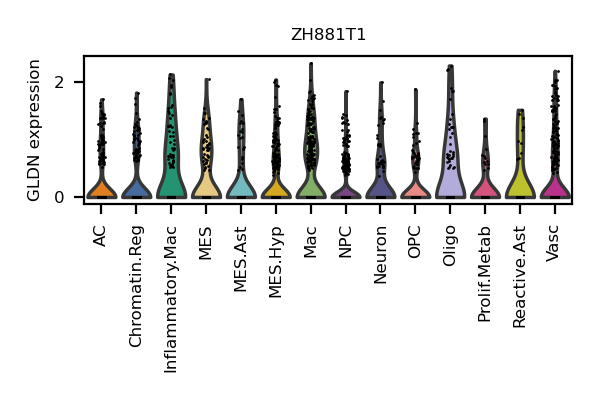 ZH881T1
GLDN expression
2
0
AC
Chromatin.Reg
Inflammatory.Mac
MES
MES.Ast
MES.Hyp
Mac
NPC
Neuron
OPC
Oligo
Prolif.Metab
Reactive.Ast
Vasc